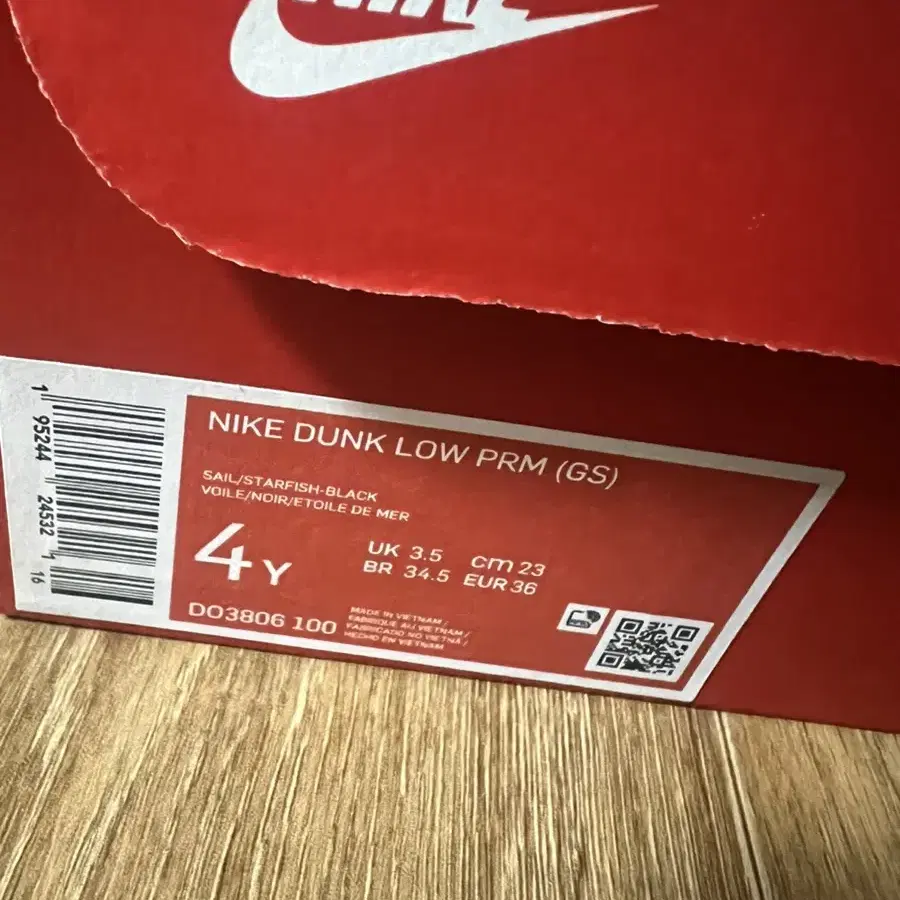 NIKE
1 95244 24532 1 16
NIKE DUNK LOW PRM (GS)
SAIL/STARFISH-BLACK
VOILE/NOIR/ETOILE DE MER
4Y
UK 3.5 cm 23
BR 34.5 EUR 36
DO3806 100
MADE IN VIETNAM /
FABRIQUE AU VIETNAM /
FABRICADO NO VIETNÃ /
HECHO EN VIETNAM